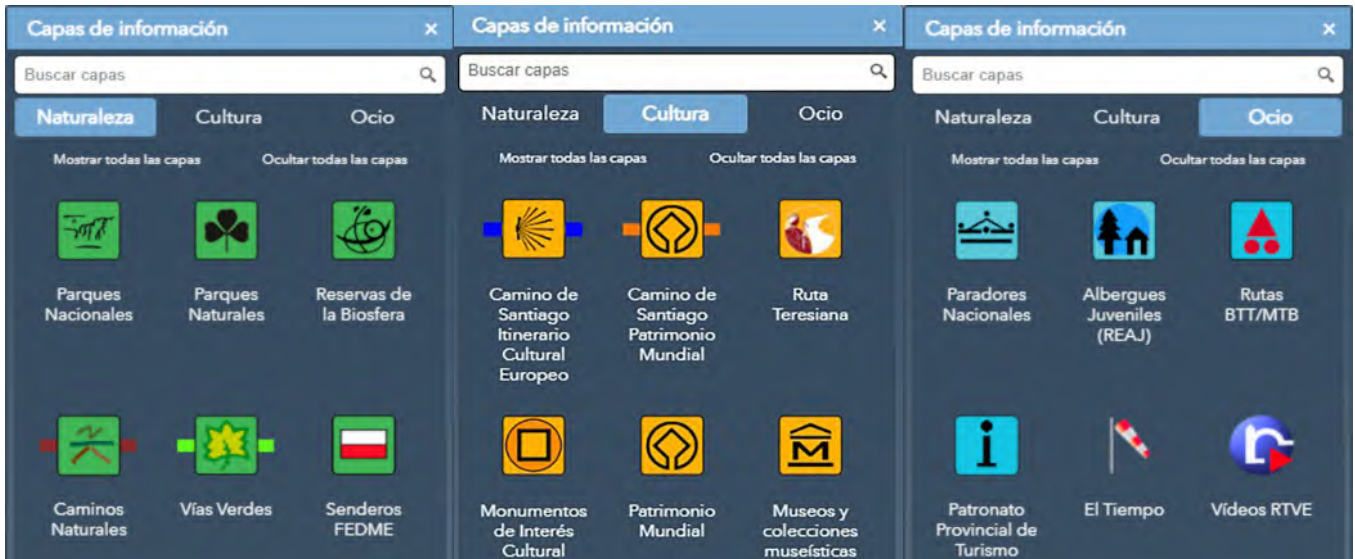 Capas de información ×
Buscar capas
Naturaleza Cultura Ocio
Mostrar todas las capas Ocultar todas las capas
Parques Nacionales
Parques Naturales
Reservas de la Biosfera
Caminos Naturales
Vías Verdes
Senderos FEDME
Capas de información ×
Buscar capas
Naturaleza Cultura Ocio
Mostrar todas las capas Ocultar todas las capas
Camino de Santiago Itinerario Cultural Europeo
Camino de Santiago Patrimonio Mundial
Ruta Teresiana
Monumentos de Interés Cultural
Patrimonio Mundial
M
Museos y colecciones museísticas
Capas de información ×
Buscar capas
Naturaleza Cultura Ocio
Mostrar todas las capas Ocultar todas las capas
Paradores Nacionales
Albergues Juveniles (REAJ)
Rutas BTT/MTB
i
Patronato Provincial de Turismo
El Tiempo
Vídeos RTVE